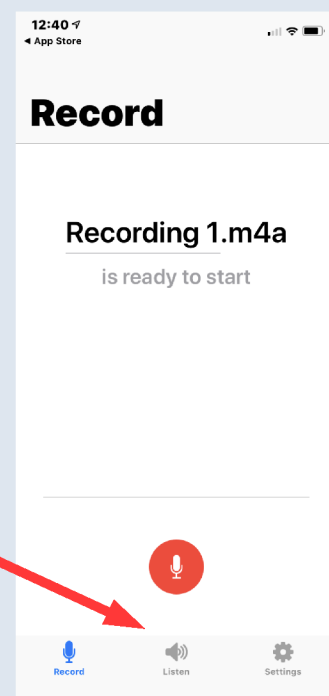 12:40
◀ App Store
Record
Recording 1.m4a
is ready to start
Record
Listen
Settings